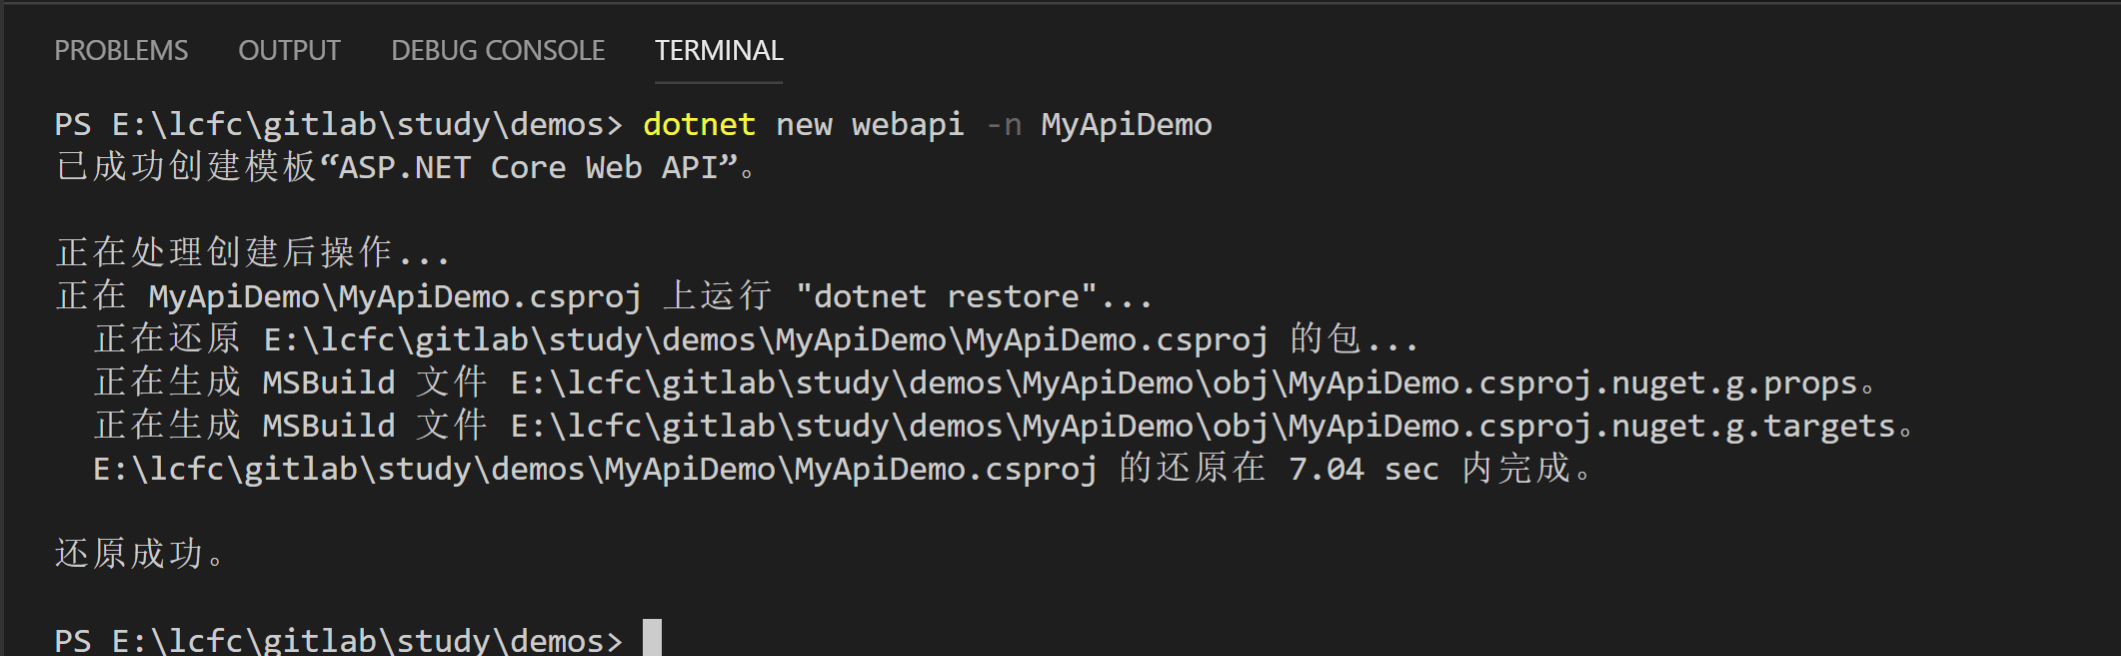 PROBLEMS OUTPUT DEBUG CONSOLE TERMINAL
PS E:\lcfc\gitlab\study\demos> dotnet new webapi -n MyApiDemo
已成功创建模板“ASP.NET Core Web API”。
正在处理创建后操作...
正在 MyApiDemo\MyApiDemo.csproj 上运行 "dotnet restore"...
正在还原 E:\lcfc\gitlab\study\demos\MyApiDemo\MyApiDemo.csproj 的包...
正在生成 MSBuild 文件 E:\lcfc\gitlab\study\demos\MyApiDemo\obj\MyApiDemo.csproj.nuget.g.props。
正在生成 MSBuild 文件 E:\lcfc\gitlab\study\demos\MyApiDemo\obj\MyApiDemo.csproj.nuget.g.targets。
E:\lcfc\gitlab\study\demos\MyApiDemo\MyApiDemo.csproj 的还原在 7.04 sec 内完成。
还原成功。
PS E:\lcfc\gitlab\study\demos>